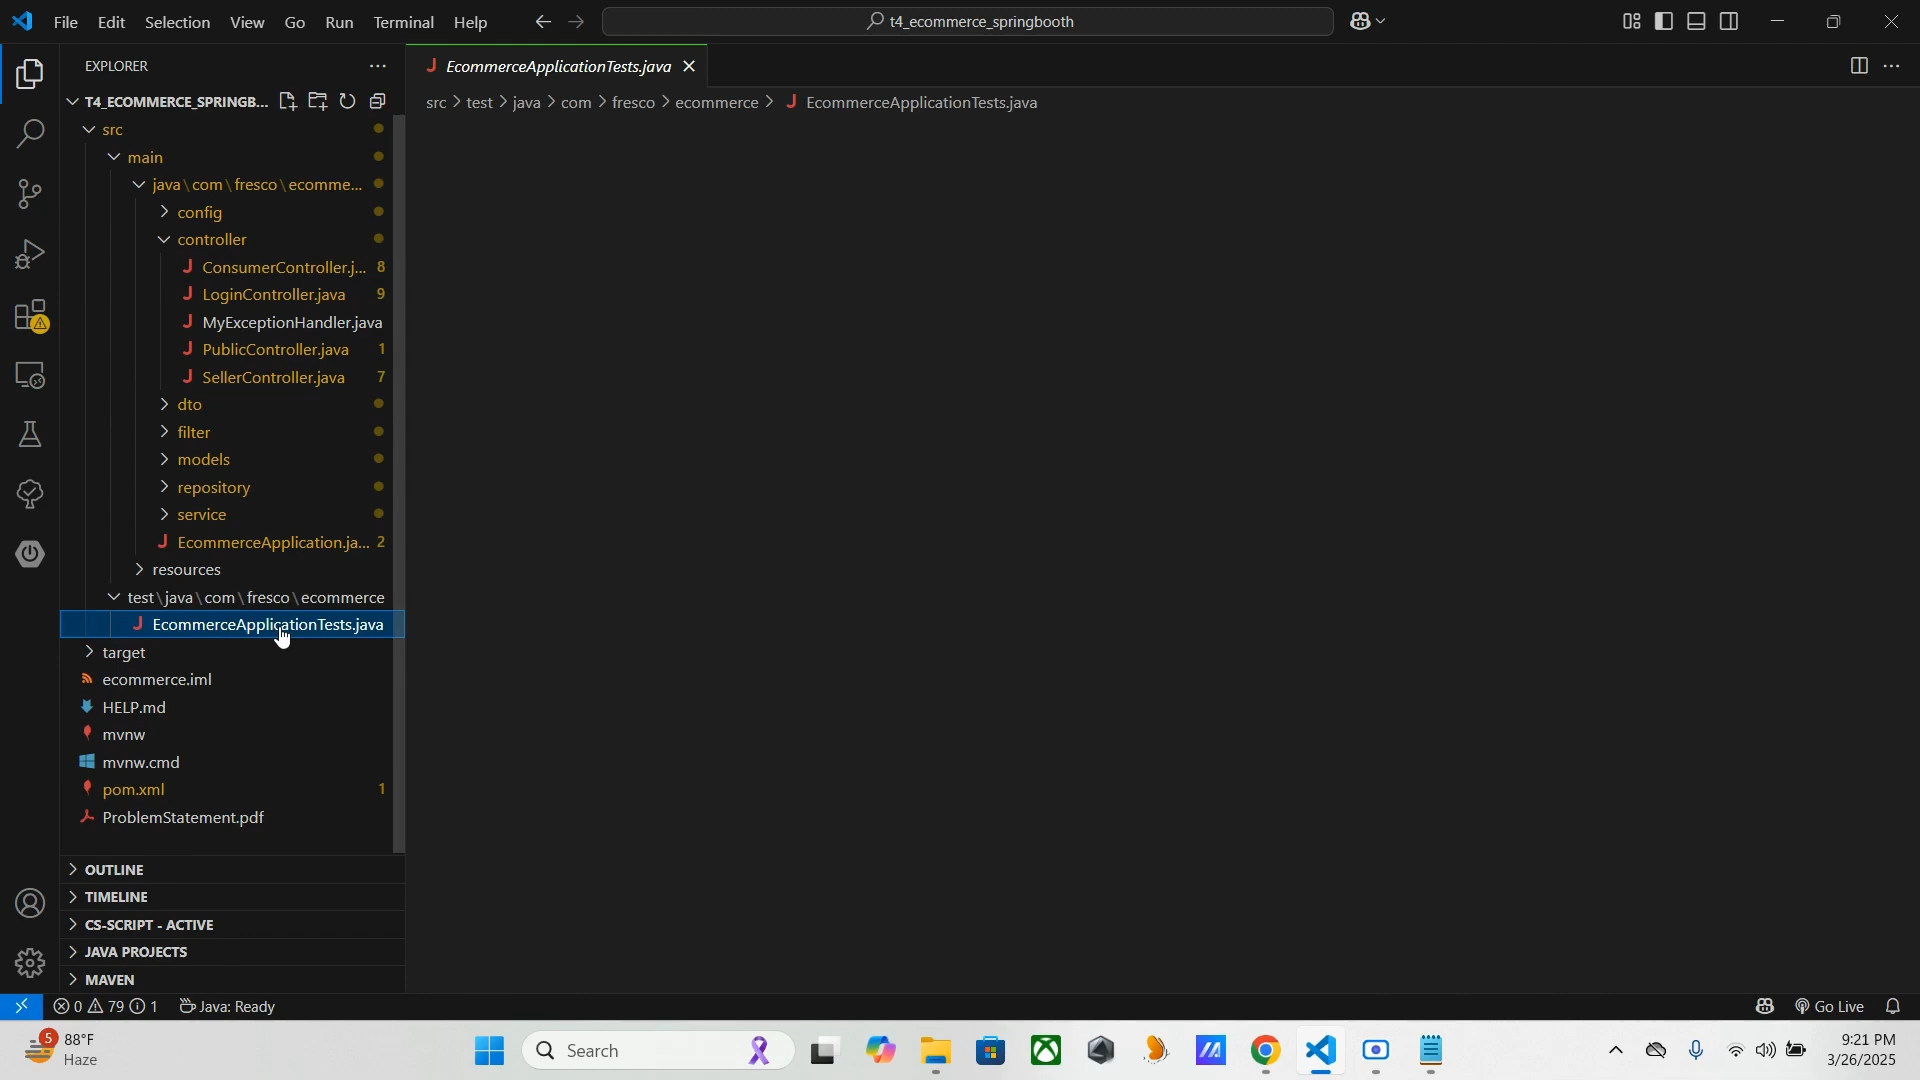 File Edit Selection View Go Run Terminal Help
t4_ecommerce_springbooth
EXPLORER
T4_ECOMMERCE_SPRINGB...
src
main
java\com\fresco\ecomme...
config
controller
ConsumerController.j... 8
LoginController.java 9
MyExceptionHandler.java
PublicController.java 1
SellerController.java 7
dto
filter
models
repository
service
EcommerceApplication.ja... 2
resources
test\java\com\fresco\ecommerce
EcommerceApplicationTests.java
target
ecommerce.iml
HELP.md
mvnw
mvnw.cmd
pom.xml 1
ProblemStatement.pdf
OUTLINE
TIMELINE
CS-SCRIPT - ACTIVE
JAVA PROJECTS
MAVEN
EcommerceApplicationTests.java
src > test > java > com > fresco > ecommerce > EcommerceApplicationTests.java
0 79 1 Java: Ready
Go Live
5 88°F
Haze
Search
9:21 PM
3/26/2025